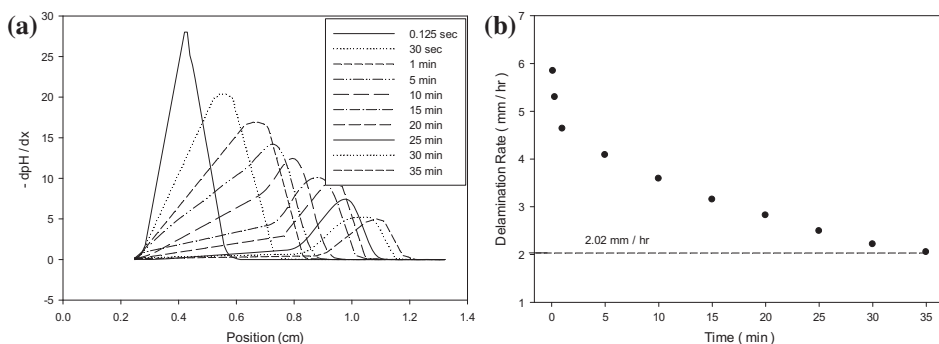 (a)
30
25
20
15
10
5
0
-5
- dpH / dx
0.0 0.2 0.4 0.6 0.8 1.0 1.2 1.4
Position (cm)
0.125 sec
30 sec
1 min
5 min
10 min
15 min
20 min
25 min
30 min
35 min
(b)
7
6
5
4
3
2
1
Delamination Rate ( mm / hr )
2.02 mm / hr
0 5 10 15 20 25 30 35
Time ( min )